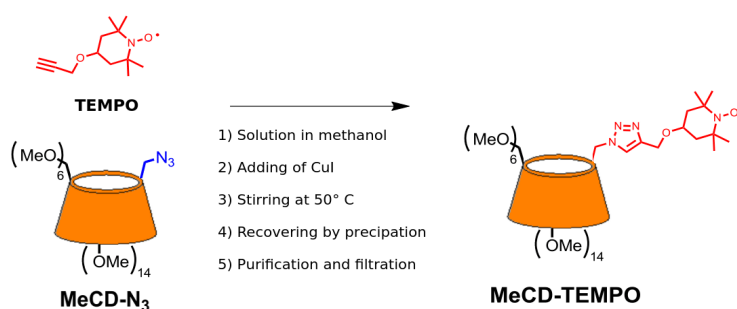 N-O•
O
TEMPO
(MeO)6
N3
(OMe)14
MeCD-N3
1) Solution in methanol
2) Adding of CuI
3) Stirring at 50° C
4) Recovering by precipation
5) Purification and filtration
(MeO)6
N=N
N
O
N-O
(OMe)14
MeCD-TEMPO